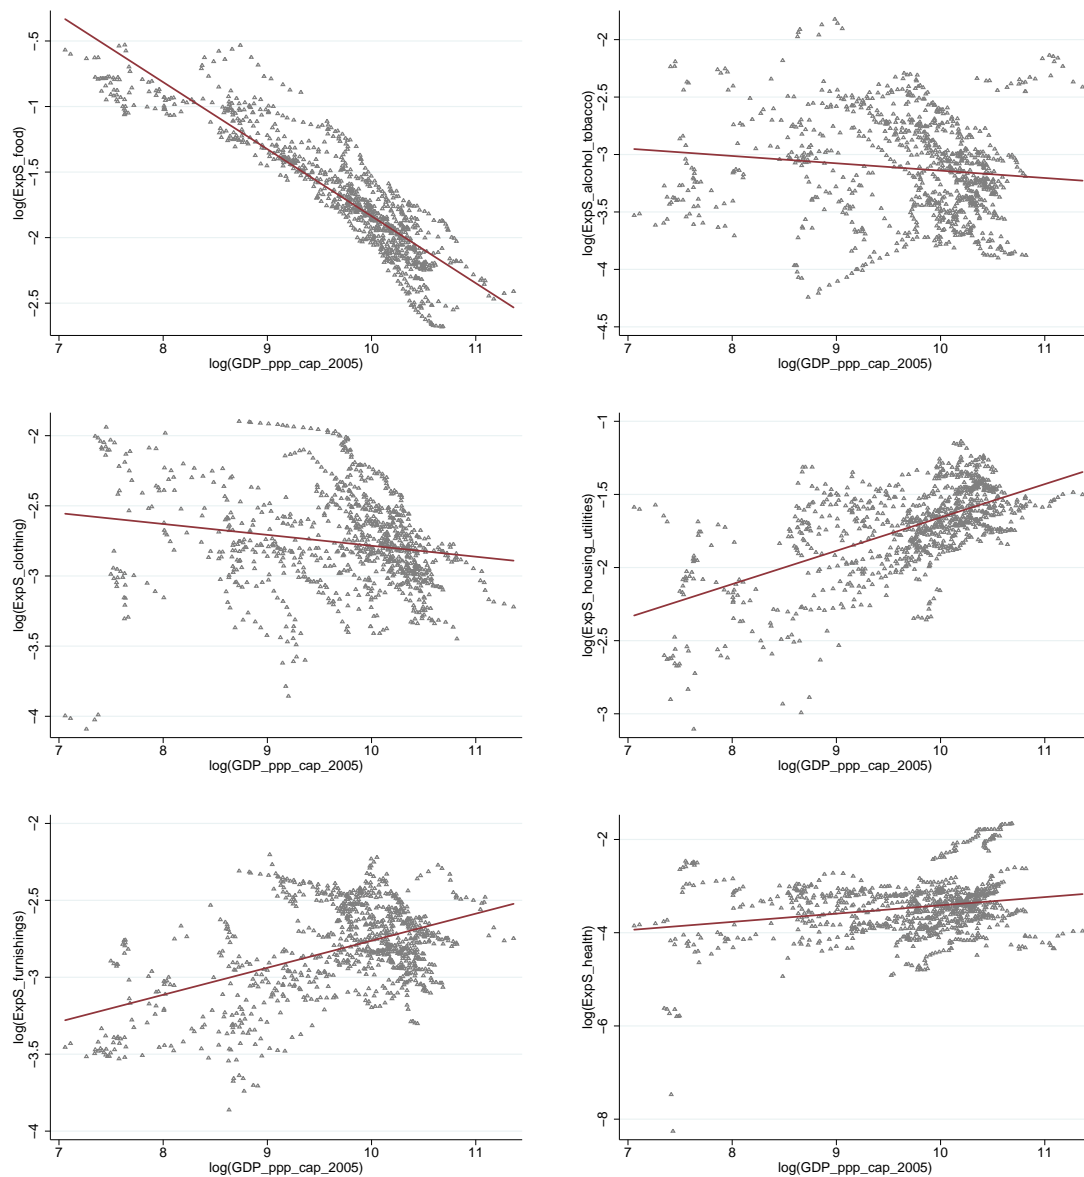 log(ExpS_food)
-.5
-1
-1.5
-2
-2.5
7 8 9 10 11
log(GDP_ppp_cap_2005)
log(ExpS_alcohol_tobacco)
-2
-2.5
-3
-3.5
-4
-4.5
7 8 9 10 11
log(GDP_ppp_cap_2005)
log(ExpS_clothing)
-2
-2.5
-3
-3.5
-4
7 8 9 10 11
log(GDP_ppp_cap_2005)
log(ExpS_housing_utilities)
-1
-1.5
-2
-2.5
-3
7 8 9 10 11
log(GDP_ppp_cap_2005)
log(ExpS_furnishings)
-2
-2.5
-3
-3.5
-4
7 8 9 10 11
log(GDP_ppp_cap_2005)
log(ExpS_health)
-2
-4
-6
-8
7 8 9 10 11
log(GDP_ppp_cap_2005)